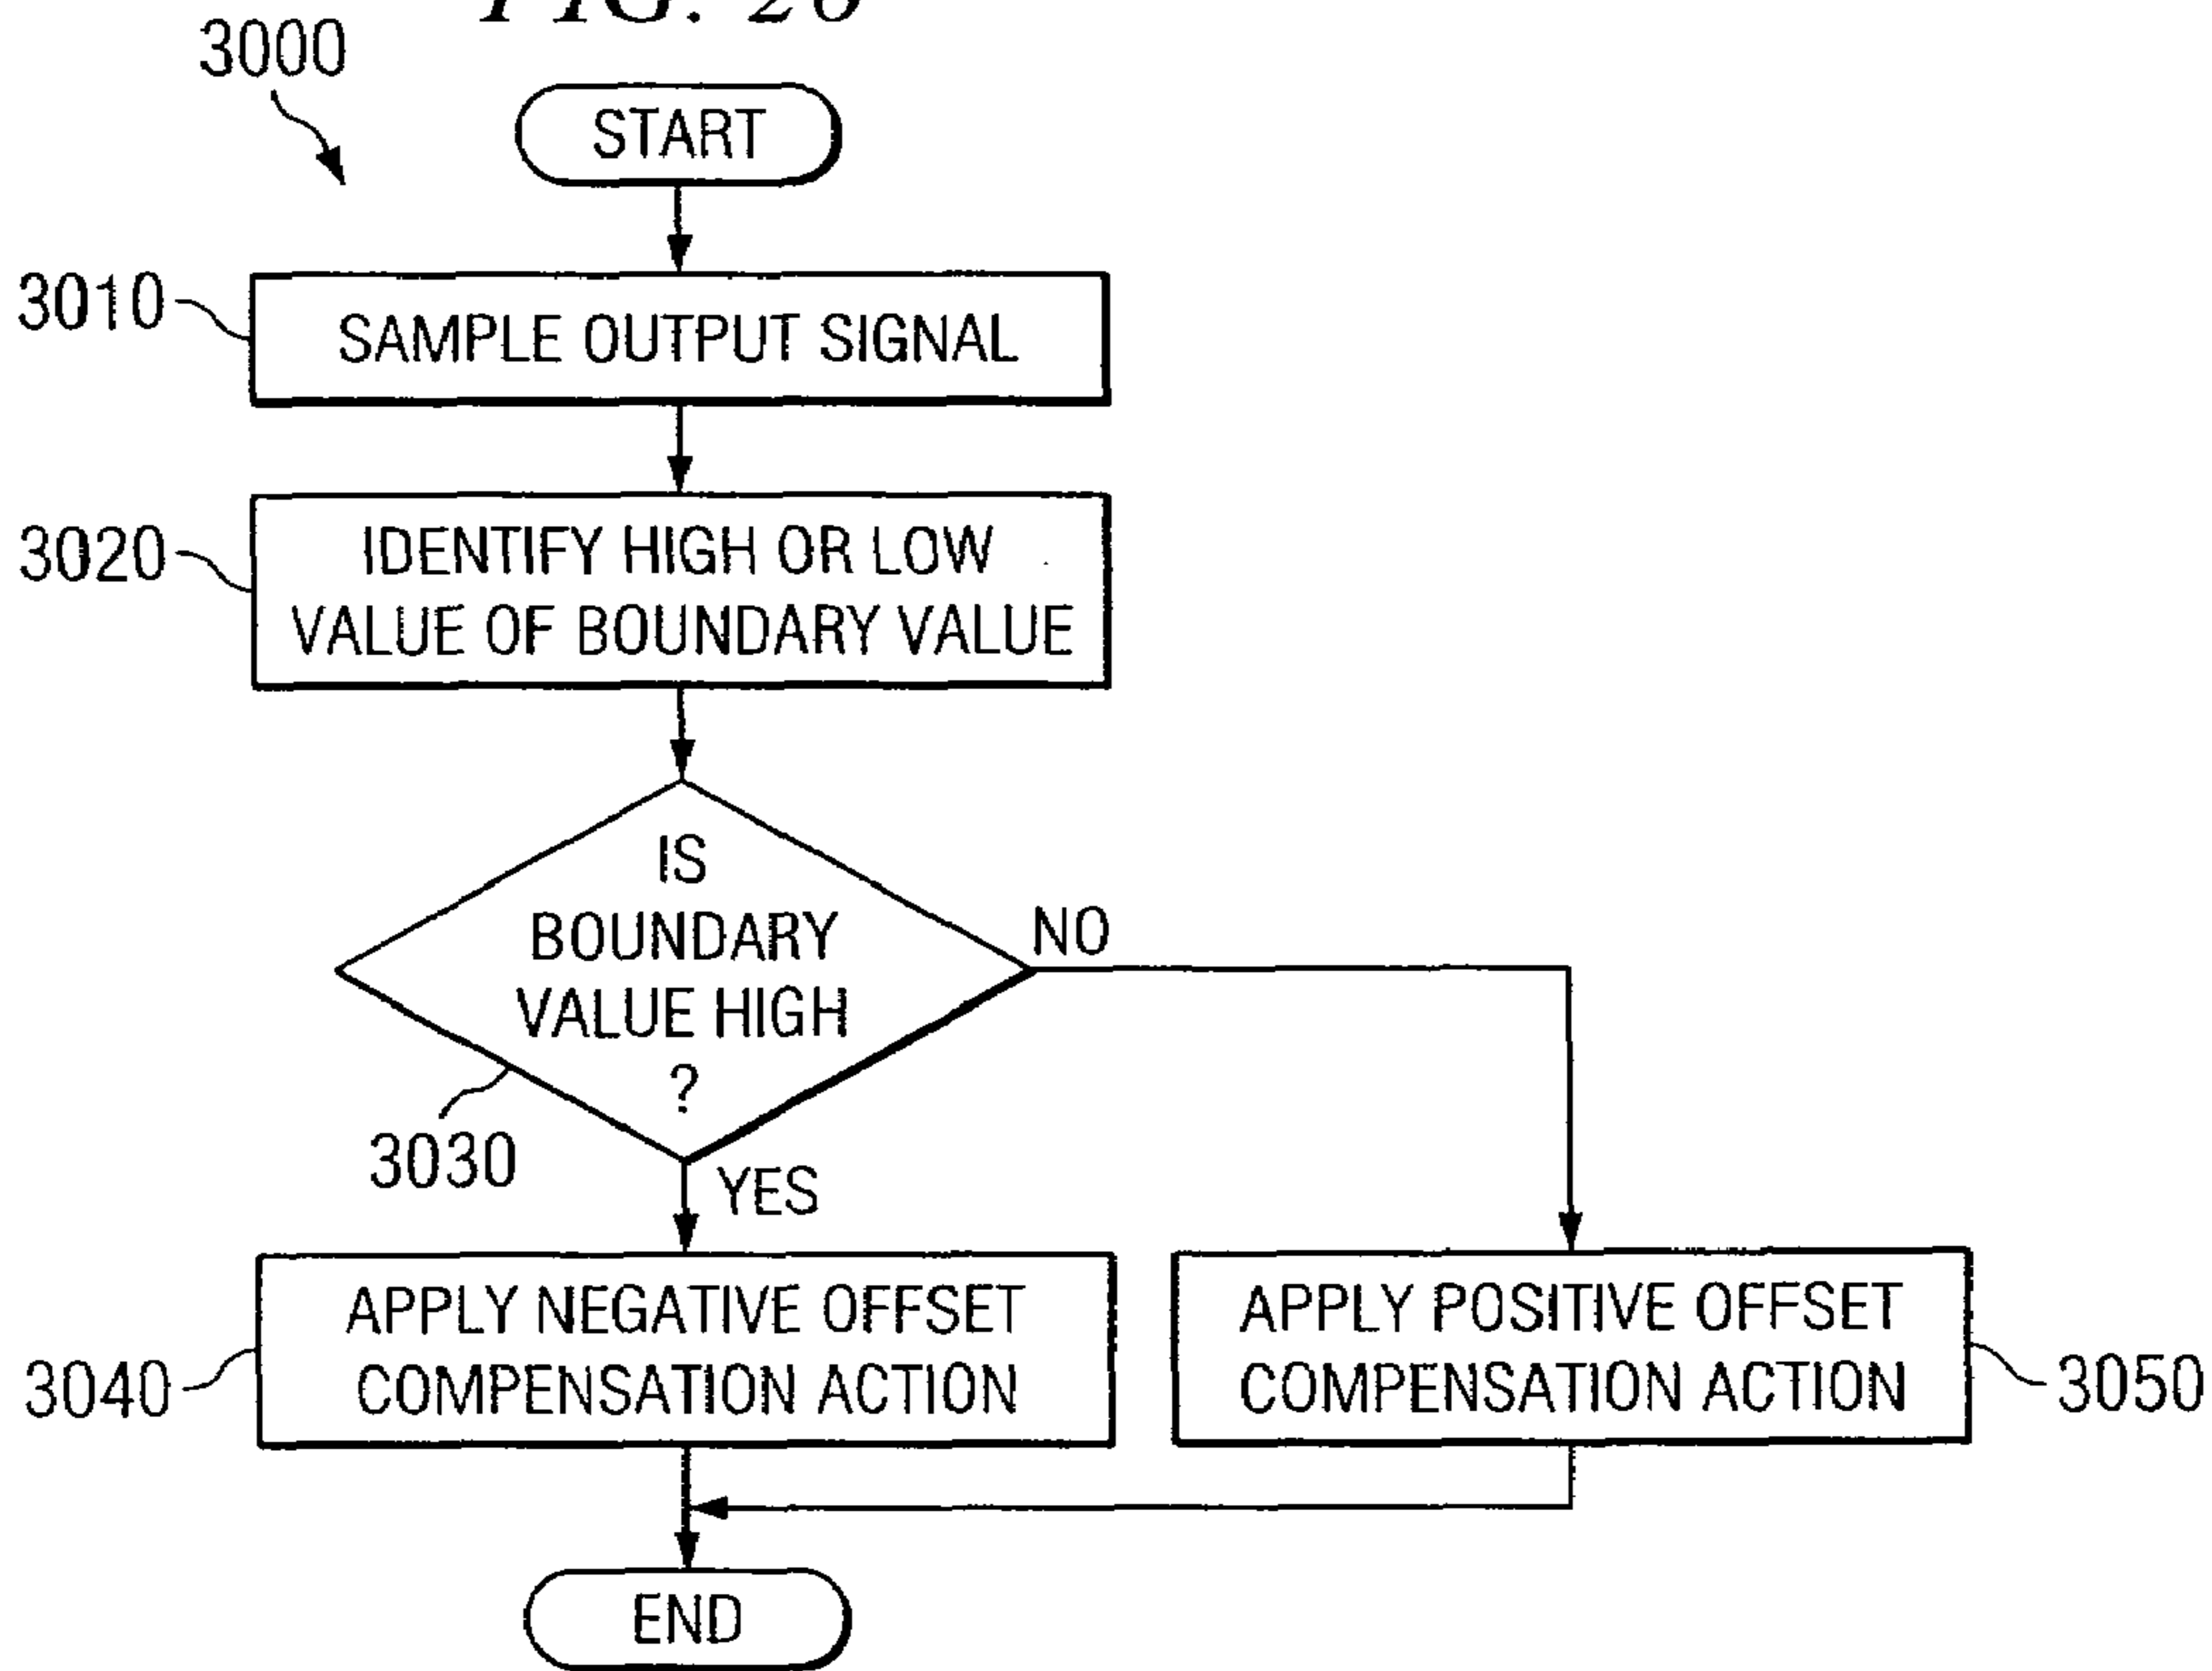 3000
START
3010
SAMPLE OUTPUT SIGNAL
3020
IDENTIFY HIGH OR LOW
VALUE OF BOUNDARY VALUE
IS
BOUNDARY
VALUE HIGH
?
NO
3030
YES
APPLY NEGATIVE OFFSET
COMPENSATION ACTION
3040
APPLY POSITIVE OFFSET
COMPENSATION ACTION
3050
END